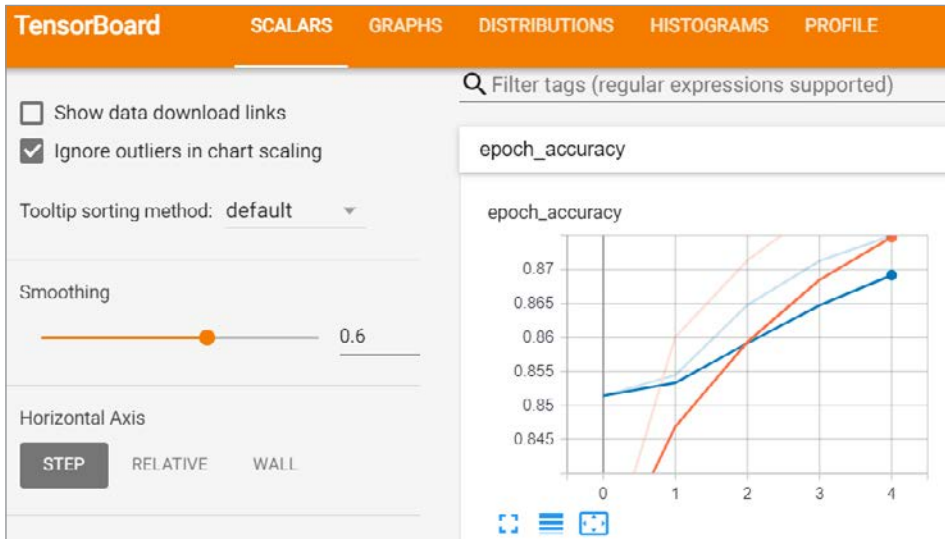 TensorBoard SCALARS GRAPHS DISTRIBUTIONS HISTOGRAMS PROFILE
Show data download links
Ignore outliers in chart scaling
Tooltip sorting method: default
Smoothing
0.6
Horizontal Axis
STEP RELATIVE WALL
Filter tags (regular expressions supported)
epoch_accuracy
epoch_accuracy
0.87
0.865
0.86
0.855
0.85
0.845
0 1 2 3 4